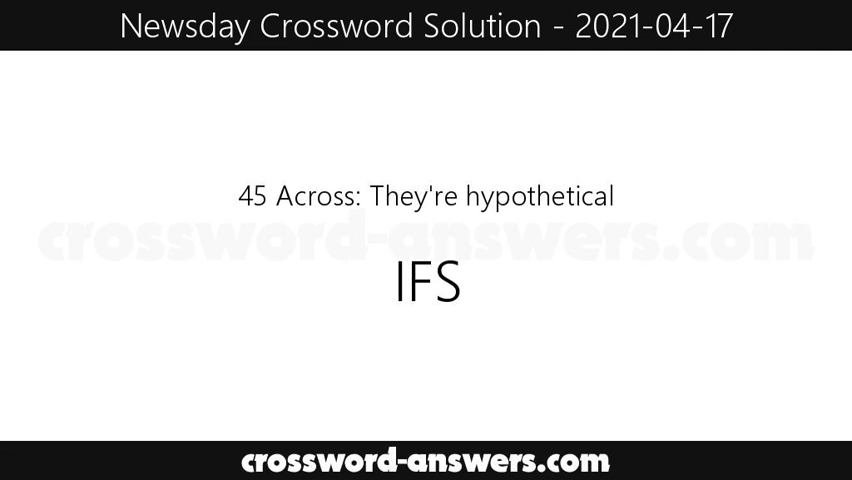 Newsday Crossword Solution - 2021-04-17
45 Across: They're hypothetical
crossword-answers.com
IFS
crossword-answers.com